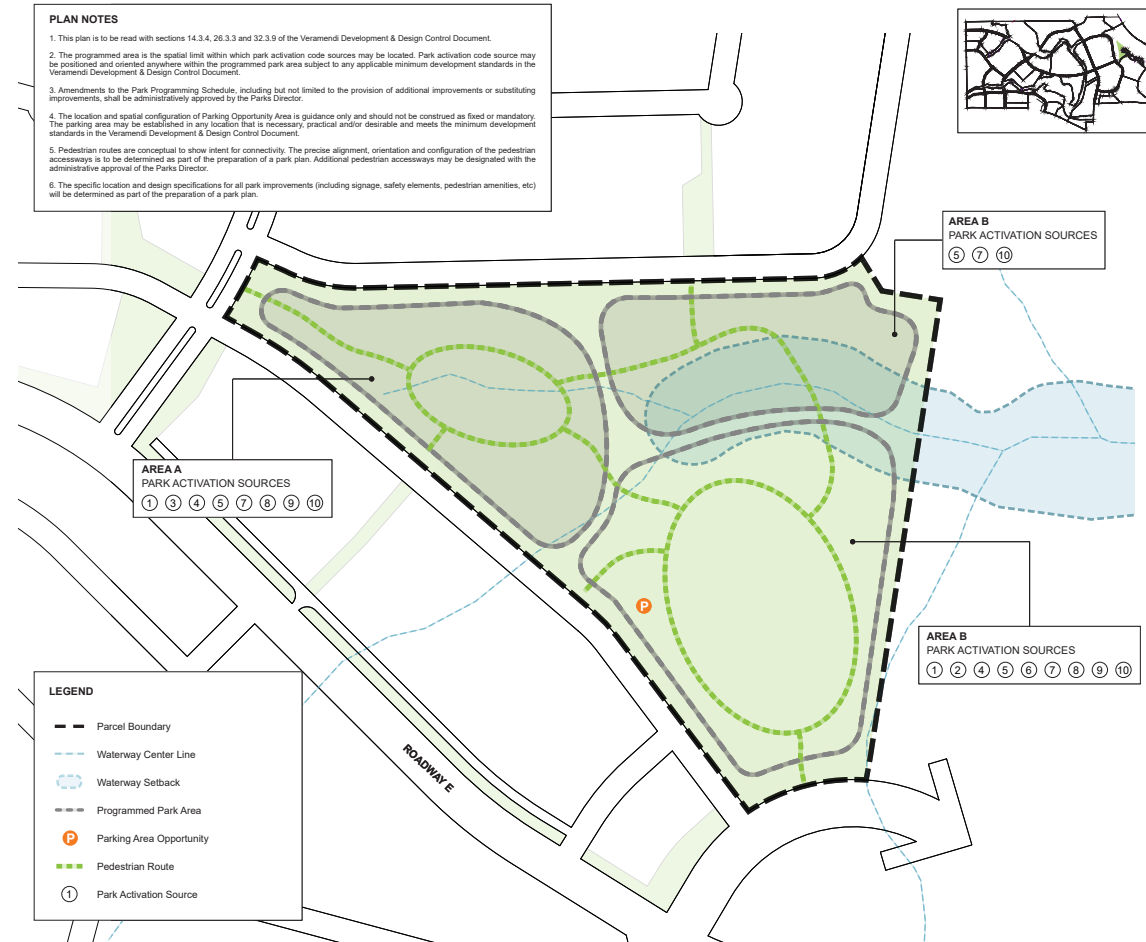 PLAN NOTES
1. This plan is to be read with sections 14.3.4, 26.3.3 and 32.3.9 of the Veramendi Development & Design Control Document.
2. The programmed area is the spatial limit within which park activation code sources may be located. Park activation code source may
be positioned and oriented anywhere within the programmed park area subject to any applicable minimum development standards in the
Veramendi Development & Design Control Document.
3. Amendments to the Park Programming Schedule, including but not limited to the provision of additional improvements or substituting
improvements, shall be administratively approved by the Parks Director.
4. The location and spatial configuration of Parking Opportunity Area is guidance only and should not be construed as fixed or mandatory.
The parking area may be established in any location that is necessary, practical and/or desirable and meets the minimum development
standards in the Veramendi Development & Design Control Document.
5. Pedestrian routes are conceptual to show intent for connectivity. The precise alignment, orientation and configuration of the pedestrian
accessways is to be determined as part of the preparation of a park plan. Additional pedestrian accessways may be designated with the
administrative approval of the Parks Director.
6. The specific location and design specifications for all park improvements (including signage, safety elements, pedestrian amenities, etc)
will be determined as part of the preparation of a park plan.
AREA B
PARK ACTIVATION SOURCES
5 7 10
AREA A
PARK ACTIVATION SOURCES
1 3 4 5 7 8 9 10
P
AREA B
PARK ACTIVATION SOURCES
1 2 4 5 6 7 8 9 10
ROADWAY E
LEGEND
Parcel Boundary
Waterway Center Line
Waterway Setback
Programmed Park Area
P Parking Area Opportunity
Pedestrian Route
1 Park Activation Source